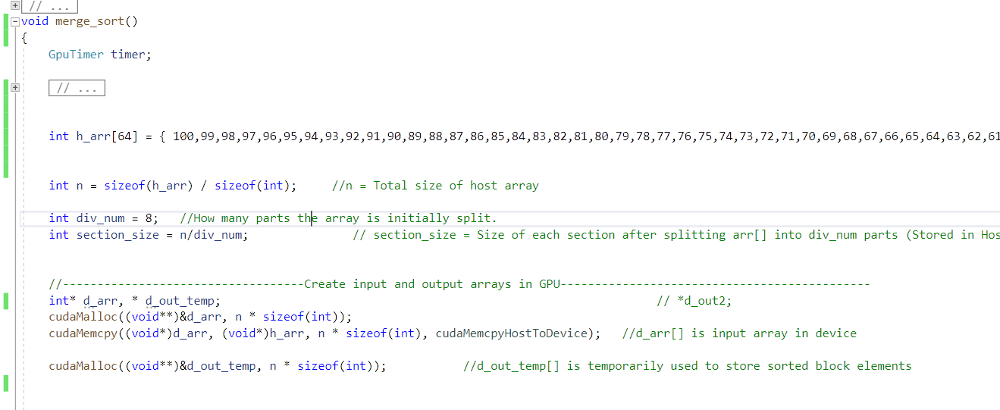 // ...
void merge_sort()
{
GpuTimer timer;
// ...
int h_arr[64] = { 100,99,98,97,96,95,94,93,92,91,90,89,88,87,86,85,84,83,82,81,80,79,78,77,76,75,74,73,72,71,70,69,68,67,66,65,64,63,62,61
int n = sizeof(h_arr) / sizeof(int); //n = Total size of host array
int div_num = 8; //How many parts the array is initially split.
int section_size = n/div_num; // section_size = Size of each section after splitting arr[] into div_num parts (Stored in Hos
//-----------------------------------Create input and output arrays in GPU---------------------------------------------
int* d_arr, * d_out_temp; // *d_out2;
cudaMalloc((void**)&d_arr, n * sizeof(int));
cudaMemcpy((void*)d_arr, (void*)h_arr, n * sizeof(int), cudaMemcpyHostToDevice); //d_arr[] is input array in device
cudaMalloc((void**)&d_out_temp, n * sizeof(int)); //d_out_temp[] is temporarily used to store sorted block elements